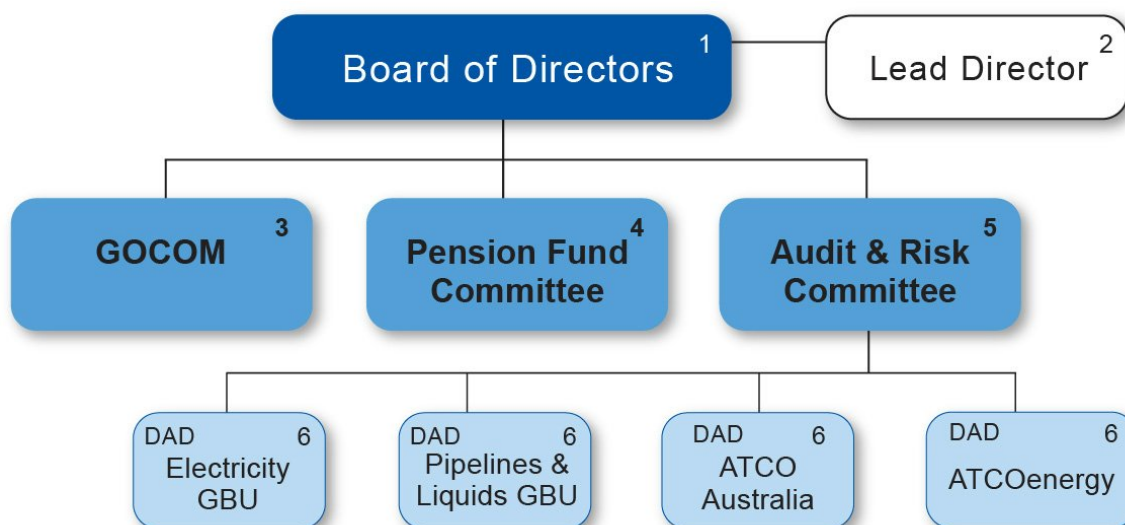 Board of Directors 1
Lead Director 2
GOCOM 3
Pension Fund 4
Committee
Audit & Risk 5
Committee
DAD 6
Electricity
GBU
DAD 6
Pipelines &
Liquids GBU
DAD 6
ATCO
Australia
DAD 6
ATCOenergy